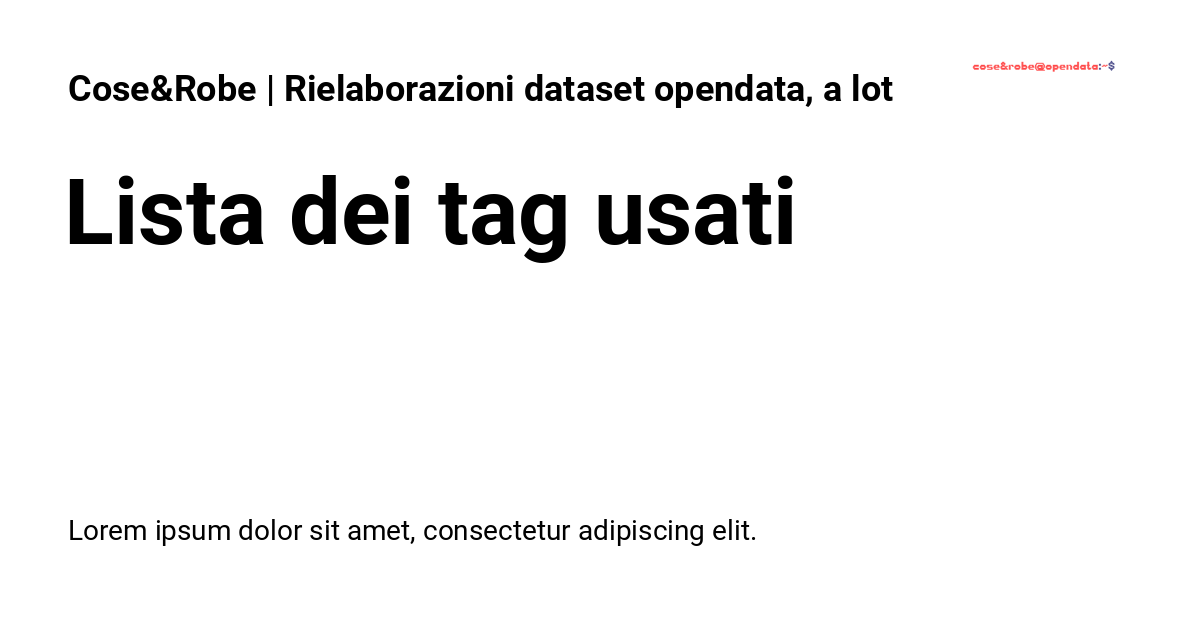 Cose&Robe | Rielaborazioni dataset opendata, a lot
cose&robe@opendata:~$
Lista dei tag usati
Lorem ipsum dolor sit amet, consectetur adipiscing elit.